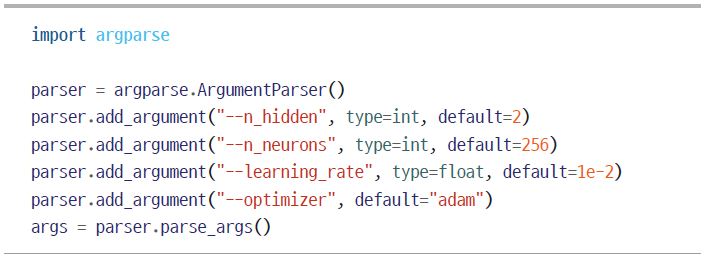 import argparse

parser = argparse.ArgumentParser()
parser.add_argument("--n_hidden", type=int, default=2)
parser.add_argument("--n_neurons", type=int, default=256)
parser.add_argument("--learning_rate", type=float, default=1e-2)
parser.add_argument("--optimizer", default="adam")
args = parser.parse_args()